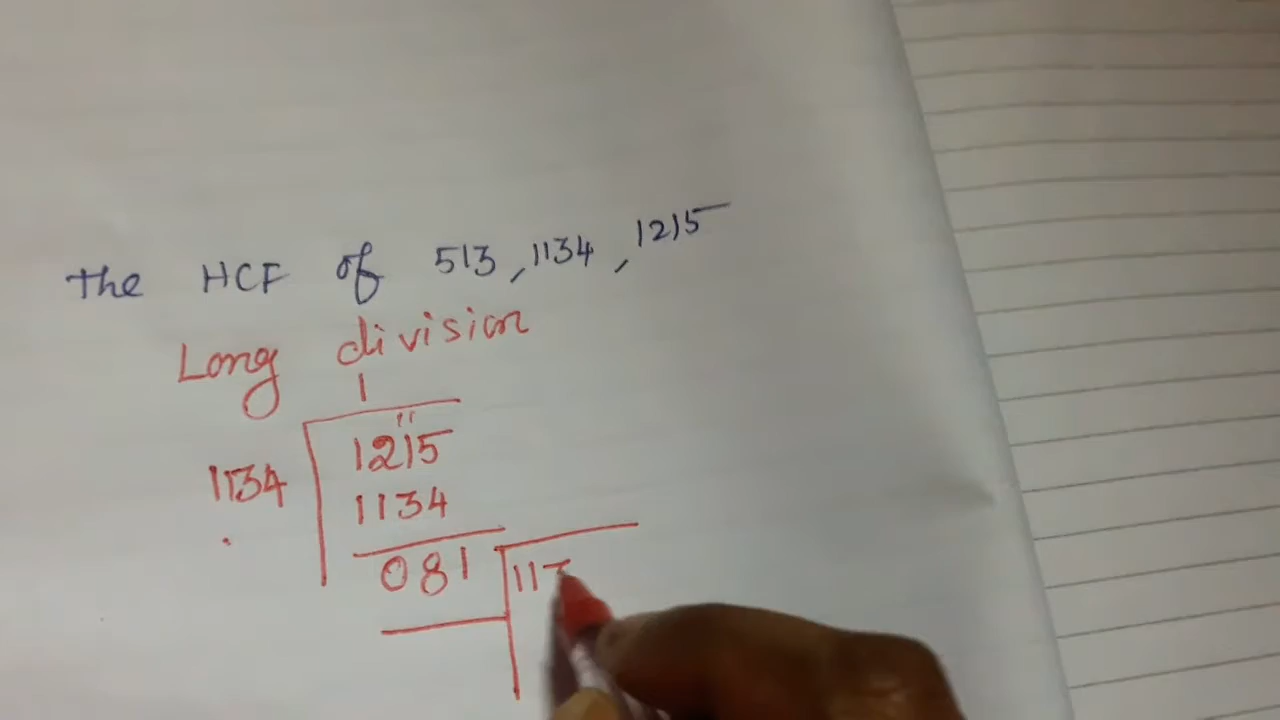 The HCF of 513, 1134, 1215
Long division
1
1215
1134
1134
081